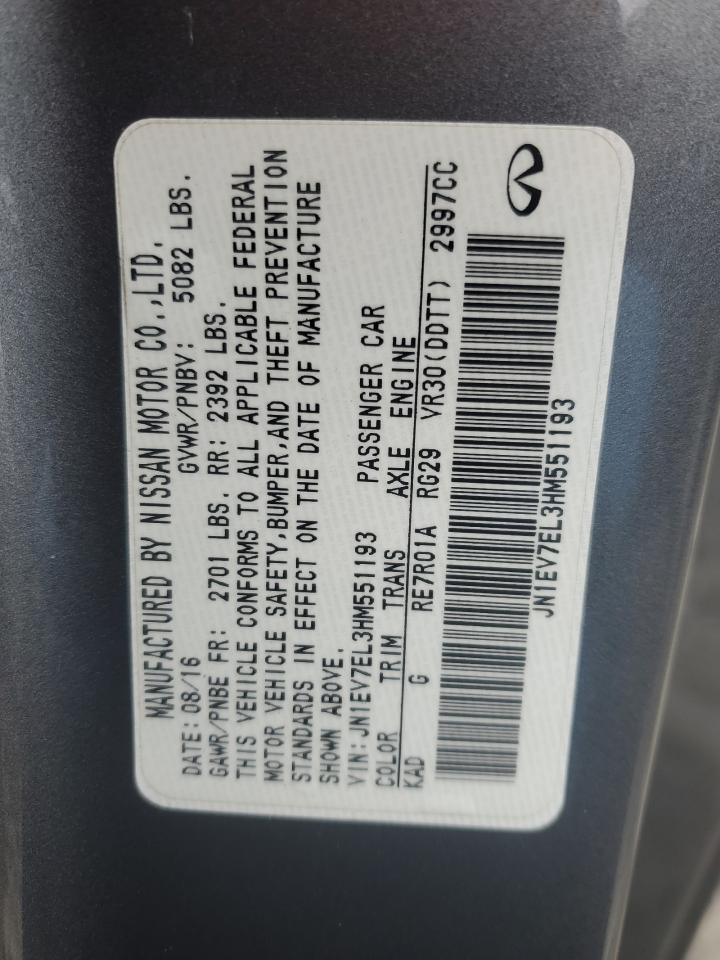 MANUFACTURED BY NISSAN MOTOR CO.,LTD.
DATE: 08/16 GVWR/PNBV: 5082 LBS.
GAWR/PNBE FR: 2701 LBS. RR: 2392 LBS.
THIS VEHICLE CONFORMS TO ALL APPLICABLE FEDERAL
MOTOR VEHICLE SAFETY,BUMPER,AND THEFT PREVENTION
STANDARDS IN EFFECT ON THE DATE OF MANUFACTURE
SHOWN ABOVE.
VIN:JN1EV7EL3HM551193 PASSENGER CAR
COLOR TRIM TRANS AXLE ENGINE
KAD G RE7R01A RG29 VR30(DDTT) 2997CC
JN1EV7EL3HM551193